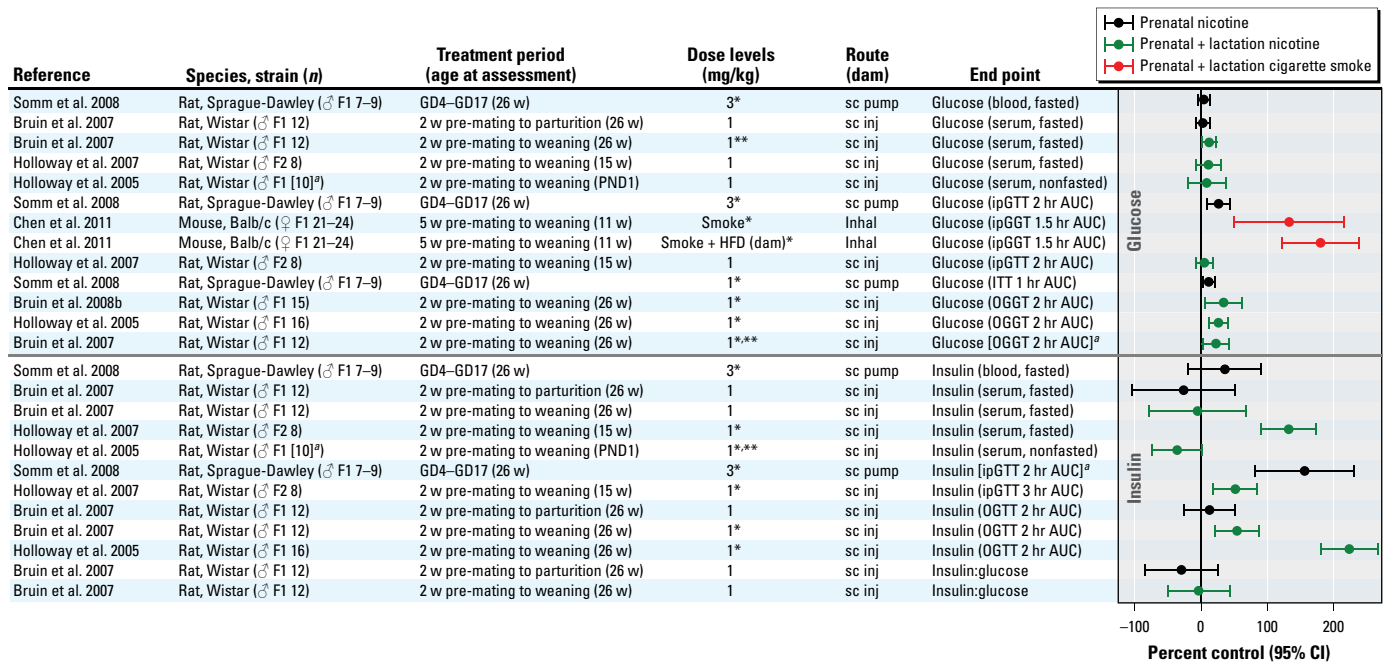 Prenatal nicotine
Prenatal + lactation nicotine
Prenatal + lactation cigarette smoke
Reference Species, strain (n) Treatment period (age at assessment) Dose levels (mg/kg) Route (dam) End point
Somm et al. 2008 Rat, Sprague-Dawley (♂ F1 7–9) GD4–GD17 (26 w) 3* sc pump Glucose (blood, fasted)
Bruin et al. 2007 Rat, Wistar (♂ F1 12) 2 w pre-mating to parturition (26 w) 1 sc inj Glucose (serum, fasted)
Bruin et al. 2007 Rat, Wistar (♂ F1 12) 2 w pre-mating to weaning (26 w) 1** sc inj Glucose (serum, fasted)
Holloway et al. 2007 Rat, Wistar (♂ F2 8) 2 w pre-mating to weaning (15 w) 1 sc inj Glucose (serum, fasted)
Holloway et al. 2005 Rat, Wistar (♂ F1 [10]a) 2 w pre-mating to weaning (PND1) 1 sc inj Glucose (serum, nonfasted)
Somm et al. 2008 Rat, Sprague-Dawley (♂ F1 7–9) GD4–GD17 (26 w) 3* sc pump Glucose (ipGTT 2 hr AUC)
Chen et al. 2011 Mouse, Balb/c (♀ F1 21–24) 5 w pre-mating to weaning (11 w) Smoke* Inhal Glucose (ipGGT 1.5 hr AUC)
Chen et al. 2011 Mouse, Balb/c (♀ F1 21–24) 5 w pre-mating to weaning (11 w) Smoke + HFD (dam)* Inhal Glucose (ipGGT 1.5 hr AUC)
Holloway et al. 2007 Rat, Wistar (♂ F2 8) 2 w pre-mating to weaning (15 w) 1 sc inj Glucose (ipGTT 2 hr AUC)
Somm et al. 2008 Rat, Sprague-Dawley (♂ F1 7–9) GD4–GD17 (26 w) 1* sc pump Glucose (ITT 1 hr AUC)
Bruin et al. 2008b Rat, Wistar (♂ F1 15) 2 w pre-mating to weaning (26 w) 1* sc inj Glucose (OGGT 2 hr AUC)
Holloway et al. 2005 Rat, Wistar (♂ F1 16) 2 w pre-mating to weaning (26 w) 1* sc inj Glucose (OGGT 2 hr AUC)
Bruin et al. 2007 Rat, Wistar (♂ F1 12) 2 w pre-mating to weaning (26 w) 1*,** sc inj Glucose [OGGT 2 hr AUC]a
Glucose
Somm et al. 2008 Rat, Sprague-Dawley (♂ F1 7–9) GD4–GD17 (26 w) 3* sc pump Insulin (blood, fasted)
Bruin et al. 2007 Rat, Wistar (♂ F1 12) 2 w pre-mating to parturition (26 w) 1 sc inj Insulin (serum, fasted)
Bruin et al. 2007 Rat, Wistar (♂ F1 12) 2 w pre-mating to weaning (26 w) 1 sc inj Insulin (serum, fasted)
Holloway et al. 2007 Rat, Wistar (♂ F2 8) 2 w pre-mating to weaning (15 w) 1* sc inj Insulin (serum, fasted)
Holloway et al. 2005 Rat, Wistar (♂ F1 [10]a) 2 w pre-mating to weaning (PND1) 1*,** sc inj Insulin (serum, nonfasted)
Somm et al. 2008 Rat, Sprague-Dawley (♂ F1 7–9) GD4–GD17 (26 w) 3* sc pump Insulin [ipGTT 2 hr AUC]a
Holloway et al. 2007 Rat, Wistar (♂ F2 8) 2 w pre-mating to weaning (15 w) 1* sc inj Insulin (ipGTT 3 hr AUC)
Bruin et al. 2007 Rat, Wistar (♂ F1 12) 2 w pre-mating to parturition (26 w) 1 sc inj Insulin (OGTT 2 hr AUC)
Bruin et al. 2007 Rat, Wistar (♂ F1 12) 2 w pre-mating to weaning (26 w) 1* sc inj Insulin (OGTT 2 hr AUC)
Holloway et al. 2005 Rat, Wistar (♂ F1 16) 2 w pre-mating to weaning (26 w) 1* sc inj Insulin (OGTT 2 hr AUC)
Bruin et al. 2007 Rat, Wistar (♂ F1 12) 2 w pre-mating to parturition (26 w) 1 sc inj Insulin:glucose
Bruin et al. 2007 Rat, Wistar (♂ F1 12) 2 w pre-mating to weaning (26 w) 1 sc inj Insulin:glucose
Insulin
–100 0 100 200
Percent control (95% CI)